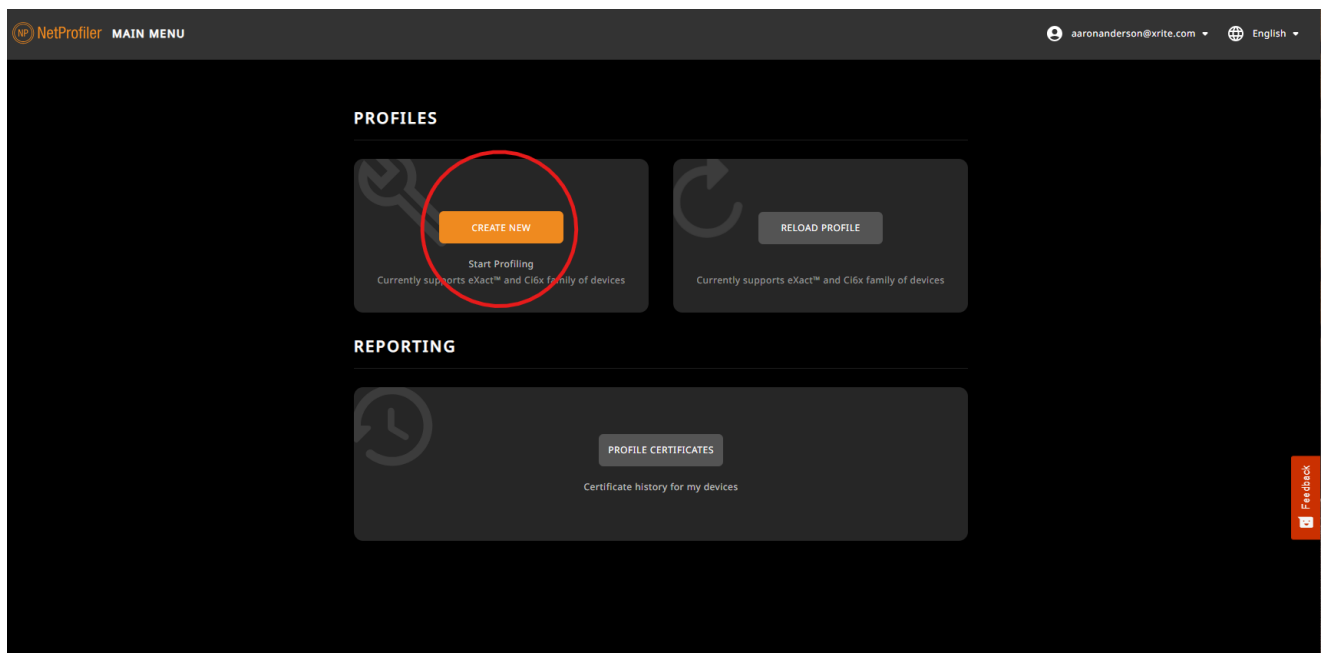 NP NetProfiler MAIN MENU
aaronanderson@xrite.com
English
PROFILES
CREATE NEW
Start Profiling
Currently supports eXact™ and Ci6x family of devices
RELOAD PROFILE
Currently supports eXact™ and Ci6x family of devices
REPORTING
PROFILE CERTIFICATES
Certificate history for my devices
Feedback